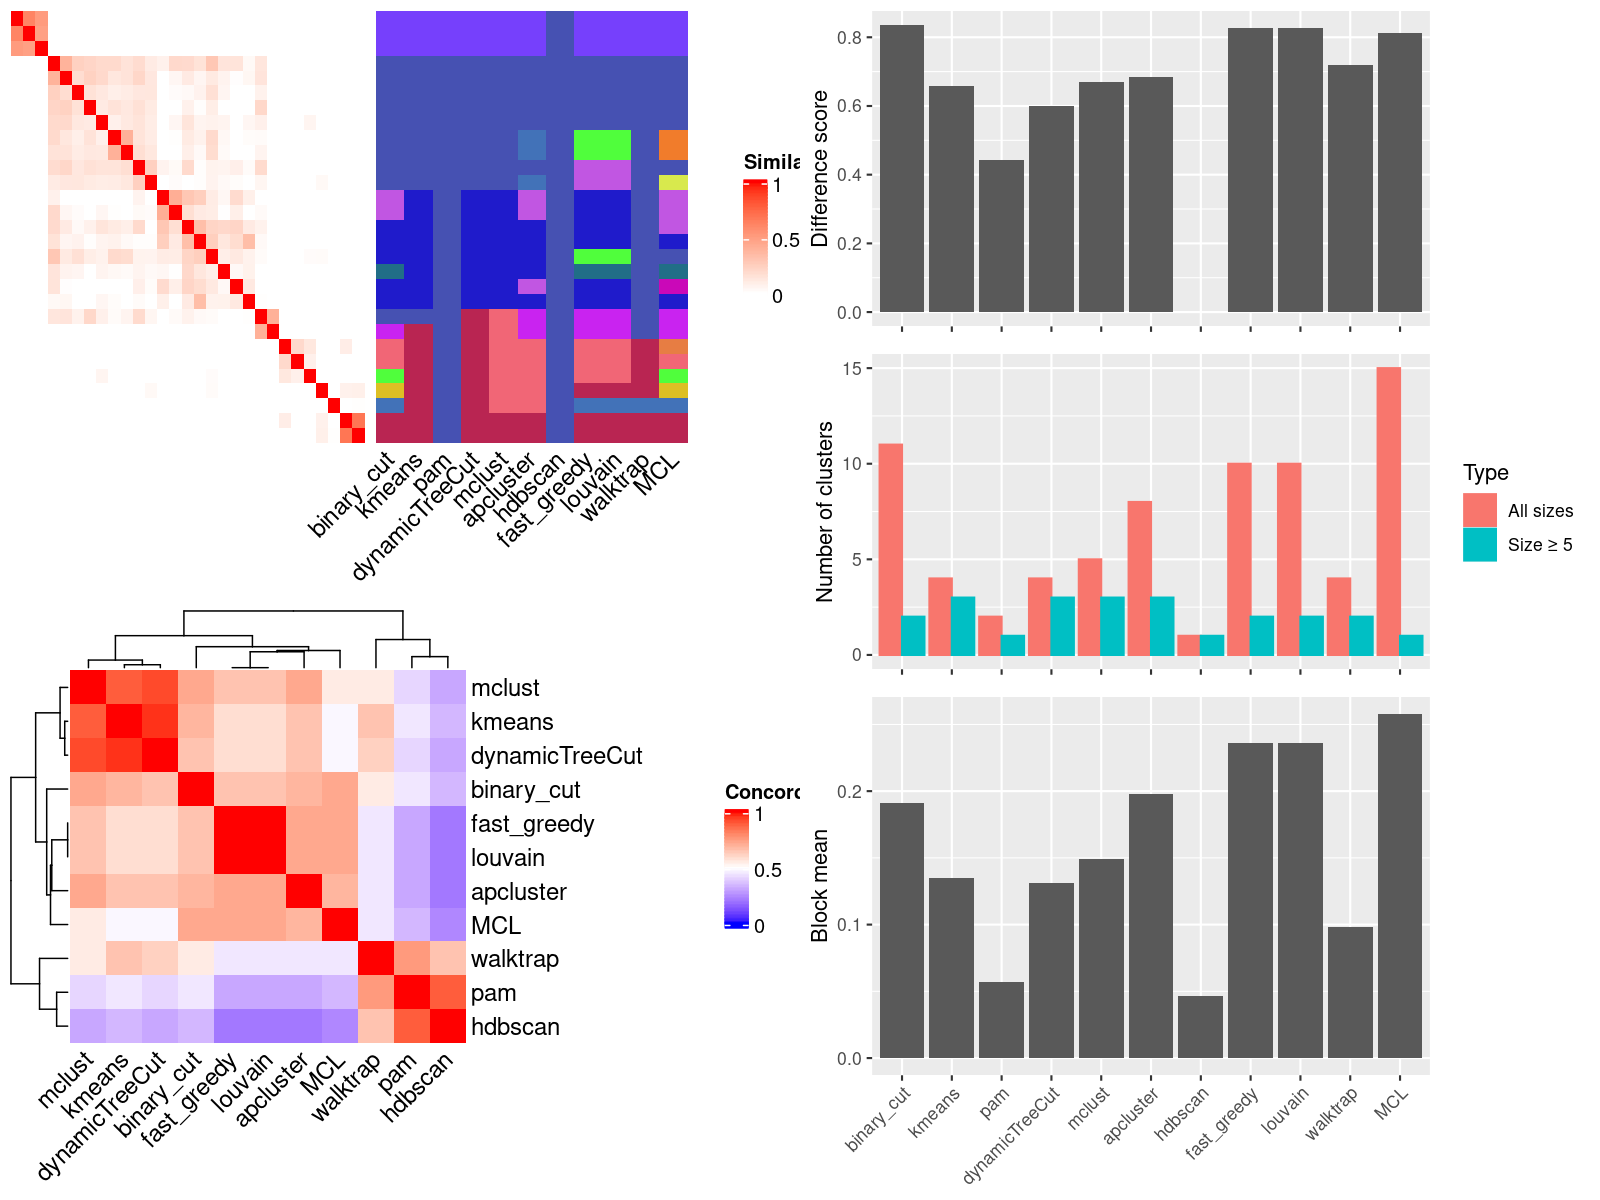 Simila
1
0.5
0
binary_cut
kmeans
pam
dynamicTreeCut
mclust
apcluster
hdbscan
fast_greedy
louvain
walktrap
MCL
mclust
kmeans
dynamicTreeCut
binary_cut
fast_greedy
louvain
apcluster
MCL
walktrap
pam
hdbscan
Concord
1
0.5
0
mclust
kmeans
dynamicTreeCut
binary_cut
fast_greedy
louvain
apcluster
MCL
walktrap
pam
hdbscan
Difference score
0.8
0.6
0.4
0.2
0.0
Number of clusters
15
10
5
0
Type
All sizes
Size ≥ 5
Block mean
0.2
0.1
0.0
binary_cut
kmeans
pam
dynamicTreeCut
mclust
apcluster
hdbscan
fast_greedy
louvain
walktrap
MCL